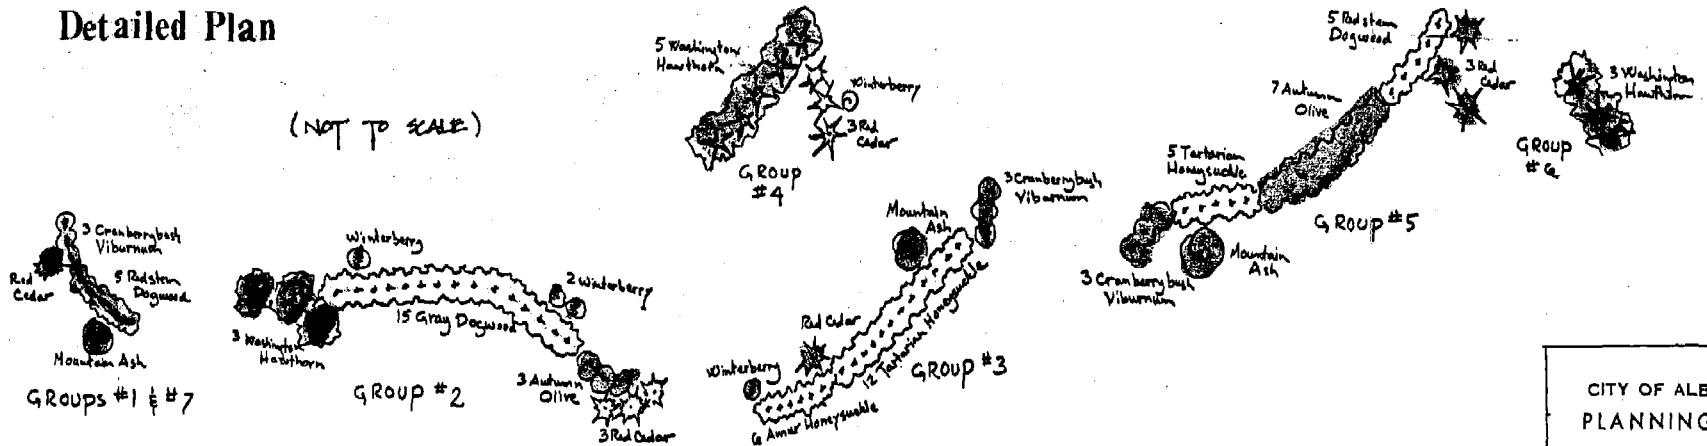 Detailed Plan
(NOT TO SCALE)
3 Cranberrybush
Viburnum
Red
Cedar
5 Redstem
Dogwood
Mountain Ash
GROUPS #1 & #7
Winterberry
2 Winterberry
15 Gray Dogwood
3 Washington
Hawthorn
3 Autumn
Olive
3 Red Cedar
GROUP #2
5 Washington
Hawthorn
Winterberry
3 Red
Cedar
GROUP
#4
3 Cranberrybush
Viburnum
Mountain
Ash
Red Cedar
Winterberry
12 Tartarian Honeysuckle
6 Amur Honeysuckle
GROUP #3
5 Redstem
Dogwood
3 Red
Cedar
7 Autumn
Olive
5 Tartarian
Honeysuckle
GROUP #5
Mountain
Ash
3 Cranberrybush
Viburnum
3 Washington
Hawthorn
GROUP
#6
CITY OF ALB
PLANNING